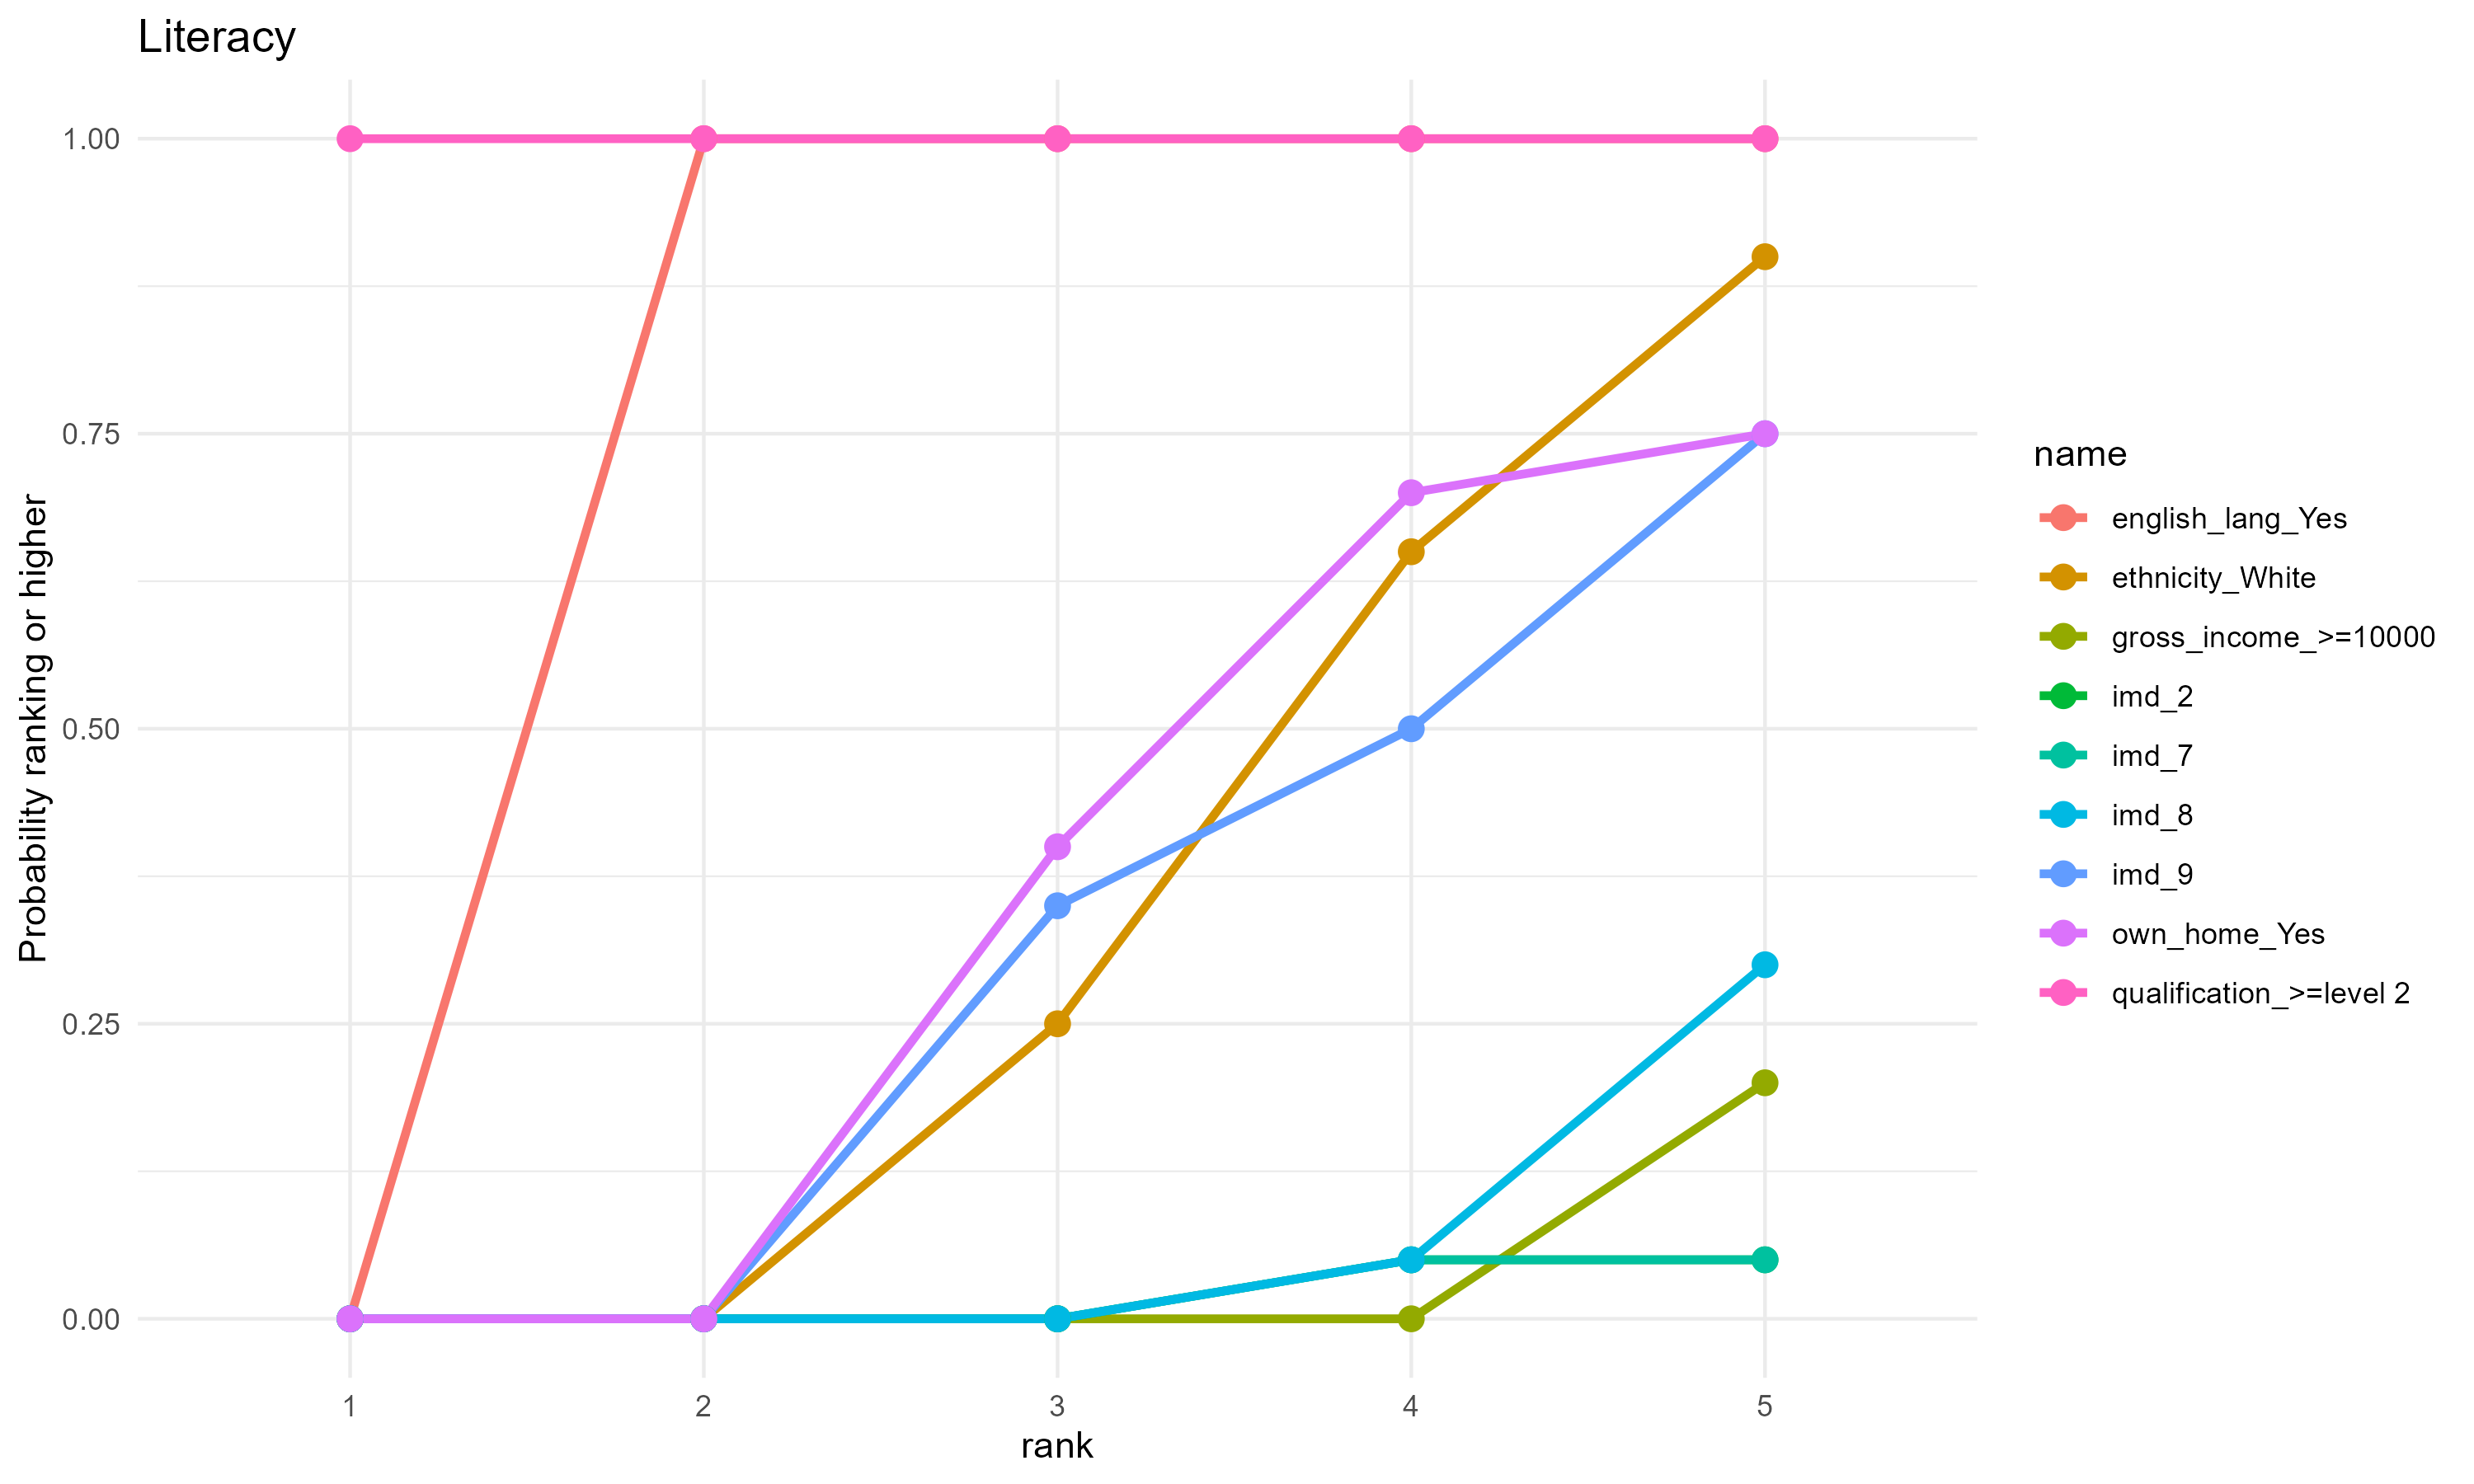 Literacy
Probability ranking or higher
1.00
0.75
0.50
0.25
0.00
1 2 3 4 5
rank
name
english_lang_Yes
ethnicity_White
gross_income_>=10000
imd_2
imd_7
imd_8
imd_9
own_home_Yes
qualification_>=level 2